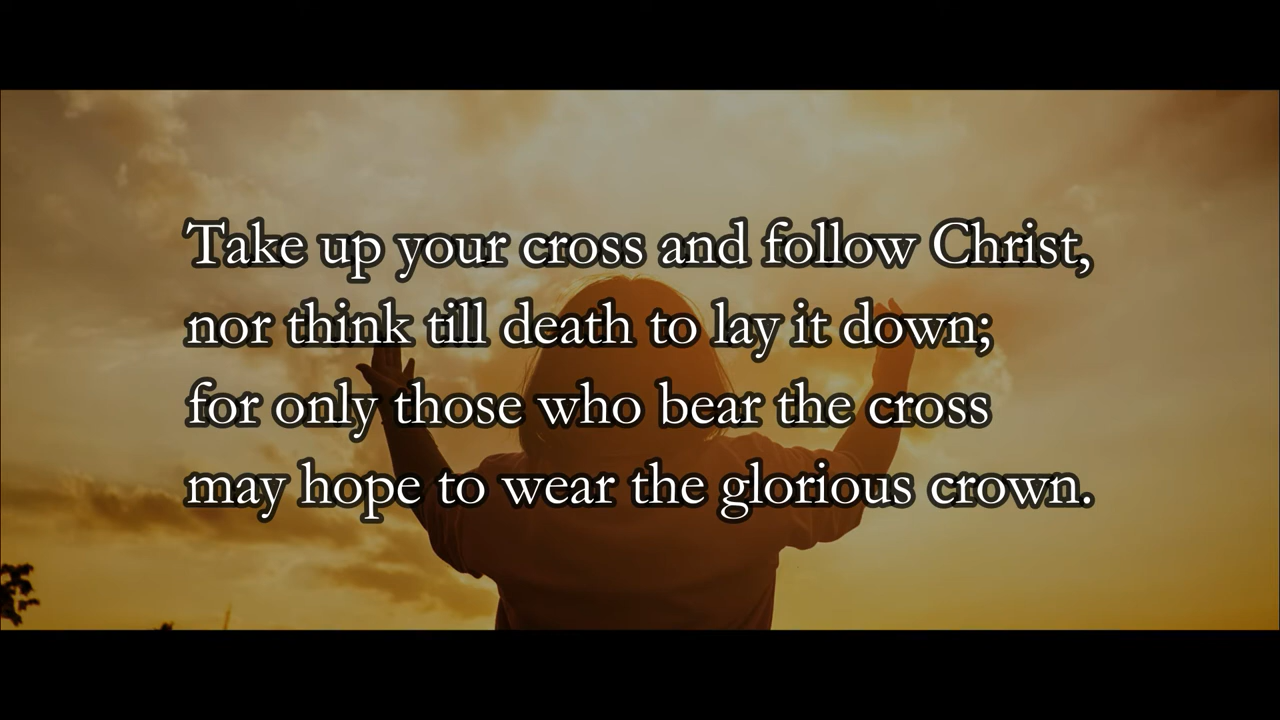 Take up your cross and follow Christ,
nor think till death to lay it down;
for only those who bear the cross
may hope to wear the glorious crown.